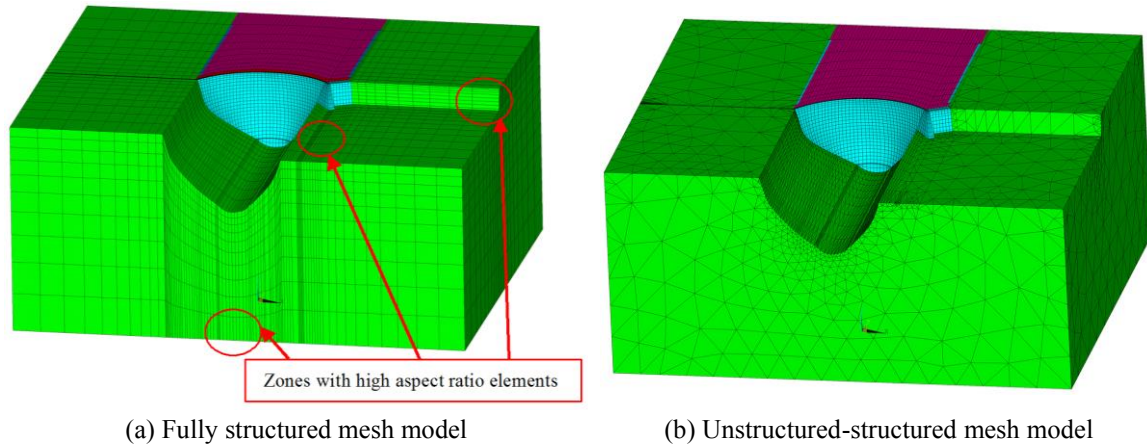 Zones with high aspect ratio elements
(a) Fully structured mesh model
(b) Unstructured-structured mesh model